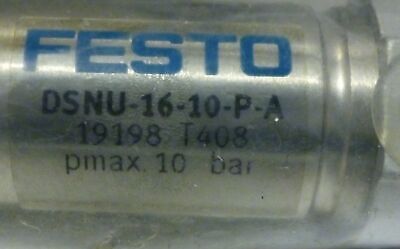 FESTO
DSNU-16-10-P-A
19198 T408
pmax. 10 bar